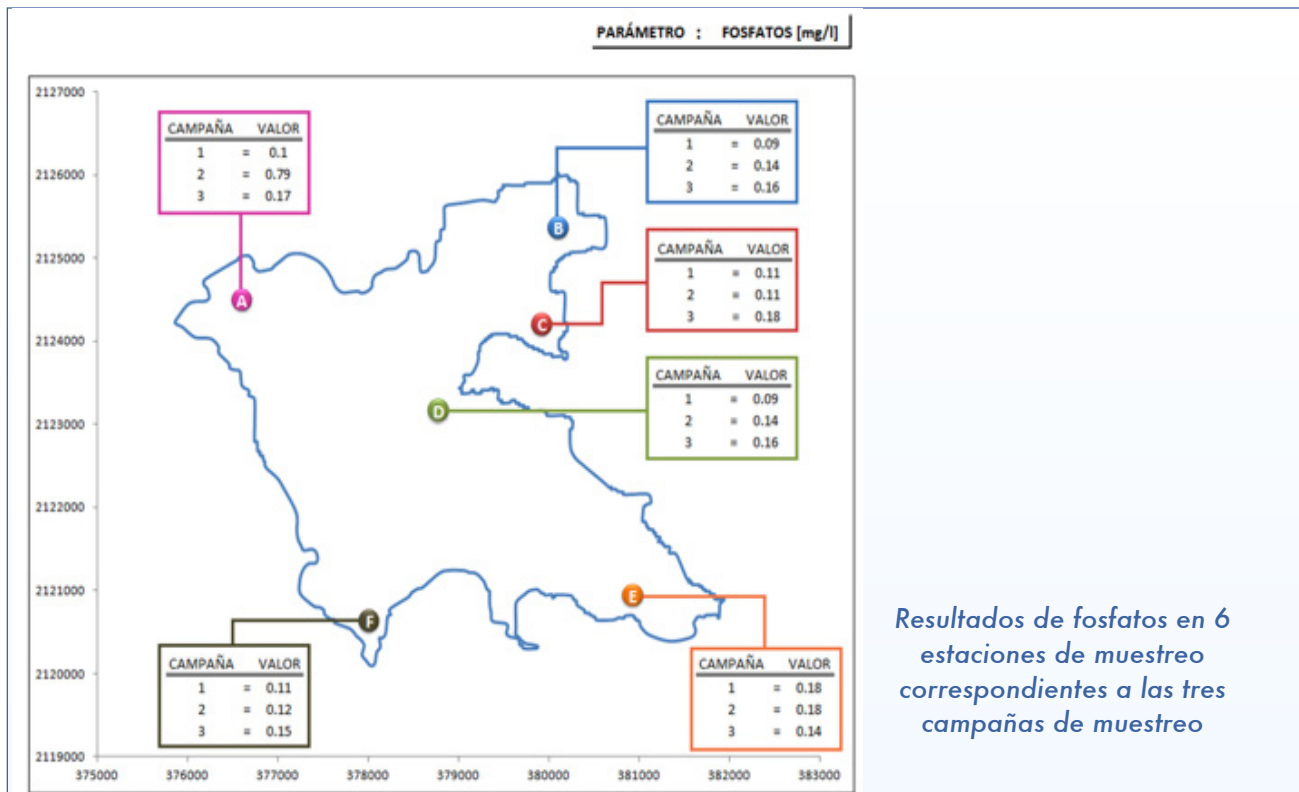 PARÁMETRO : FOSFATOS [mg/l]
2127000
2126000
2125000
2124000
2123000
2122000
2121000
2120000
2119000
375000 376000 377000 378000 379000 380000 381000 382000 383000
CAMPAÑA VALOR
1 = 0.1
2 = 0.79
3 = 0.17
A
CAMPAÑA VALOR
1 = 0.09
2 = 0.14
3 = 0.16
B
CAMPAÑA VALOR
1 = 0.11
2 = 0.11
3 = 0.18
C
CAMPAÑA VALOR
1 = 0.09
2 = 0.14
3 = 0.16
D
E
CAMPAÑA VALOR
1 = 0.18
2 = 0.18
3 = 0.14
F
CAMPAÑA VALOR
1 = 0.11
2 = 0.12
3 = 0.15
Resultados de fosfatos en 6
estaciones de muestreo
correspondientes a las tres
campañas de muestreo